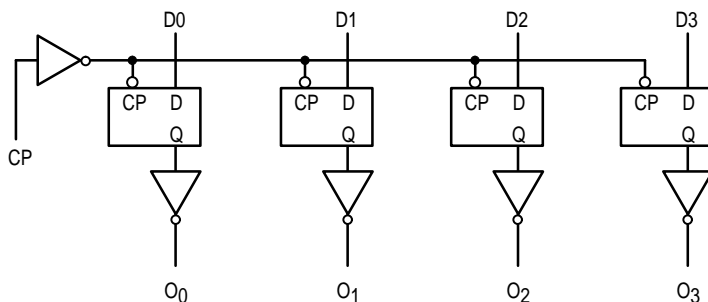 D0 D1 D2 D3
CP D CP D CP D CP D
Q Q Q Q
CP
O0 O1 O2 O3